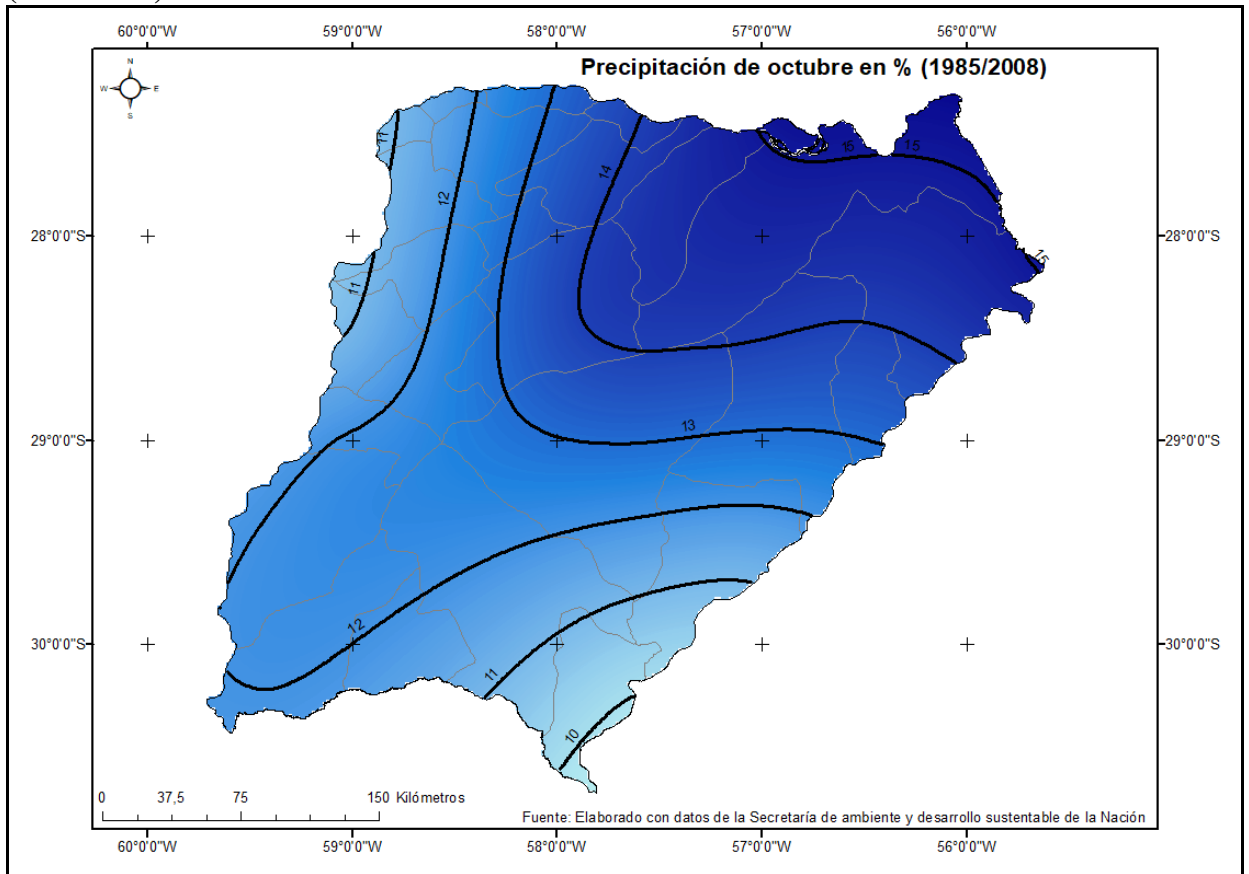 60°0'0"W 59°0'0"W 58°0'0"W 57°0'0"W 56°0'0"W
Precipitación de octubre en % (1985/2008)
N
W E
S
11
12
14
15
15
28°0'0"S 28°0'0"S
15
11
13
29°0'0"S 29°0'0"S
12
30°0'0"S 30°0'0"S
11
10
0 37,5 75 150 Kilómetros
Fuente: Elaborado con datos de la Secretaría de ambiente y desarrollo sustentable de la Nación
60°0'0"W 59°0'0"W 58°0'0"W 57°0'0"W 56°0'0"W